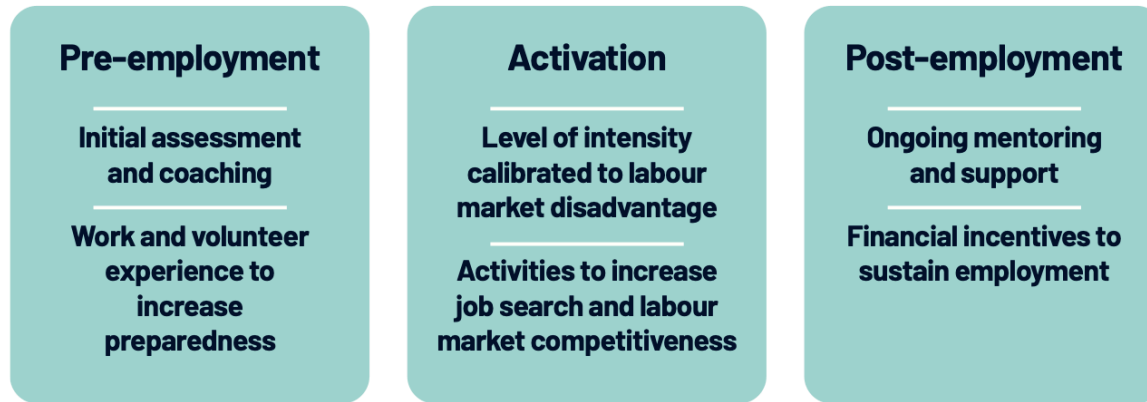 Pre-employment
Initial assessment
and coaching
Work and volunteer
experience to
increase
preparedness
Activation
Level of intensity
calibrated to labour
market disadvantage
Activities to increase
job search and labour
market competitiveness
Post-employment
Ongoing mentoring
and support
Financial incentives to
sustain employment